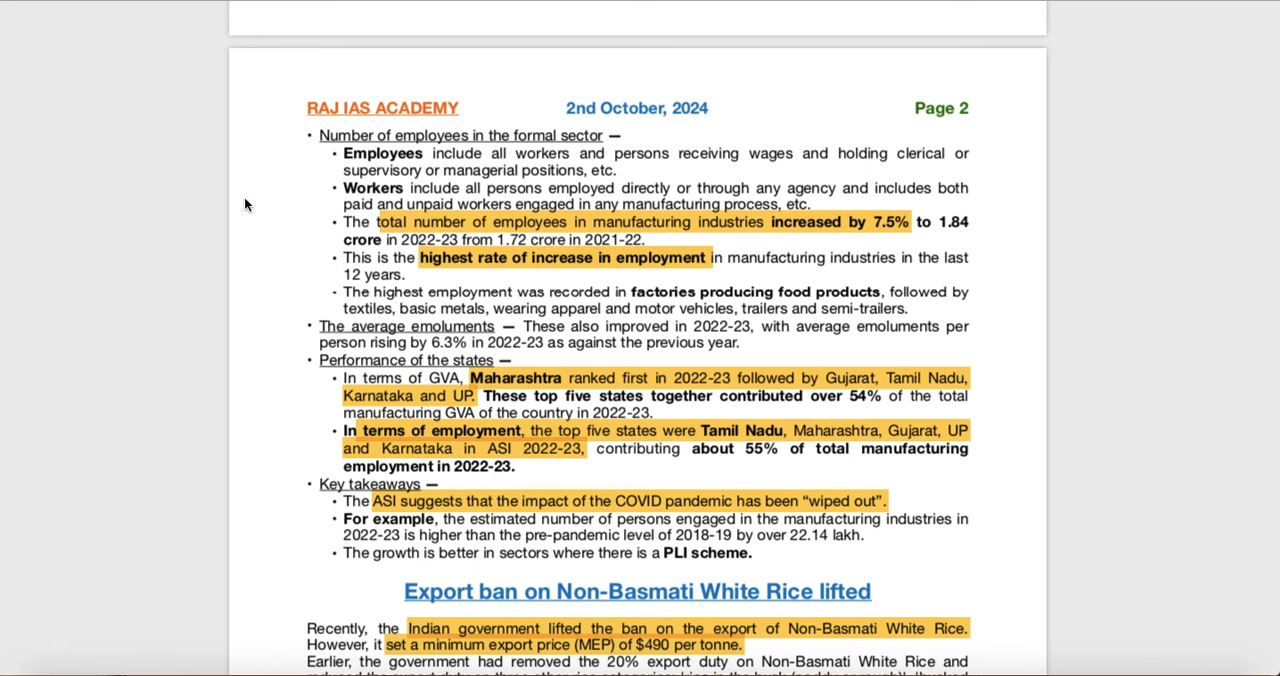 RAJ IAS ACADEMY 2nd October, 2024 Page 2
• Number of employees in the formal sector —
• Employees include all workers and persons receiving wages and holding clerical or
supervisory or managerial positions, etc.
• Workers include all persons employed directly or through any agency and includes both
paid and unpaid workers engaged in any manufacturing process, etc.
• The total number of employees in manufacturing industries increased by 7.5% to 1.84
crore in 2022-23 from 1.72 crore in 2021-22.
• This is the highest rate of increase in employment in manufacturing industries in the last
12 years.
• The highest employment was recorded in factories producing food products, followed by
textiles, basic metals, wearing apparel and motor vehicles, trailers and semi-trailers.
• The average emoluments — These also improved in 2022-23, with average emoluments per
person rising by 6.3% in 2022-23 as against the previous year.
• Performance of the states —
• In terms of GVA, Maharashtra ranked first in 2022-23 followed by Gujarat, Tamil Nadu,
Karnataka and UP. These top five states together contributed over 54% of the total
manufacturing GVA of the country in 2022-23.
• In terms of employment, the top five states were Tamil Nadu, Maharashtra, Gujarat, UP
and Karnataka in ASI 2022-23, contributing about 55% of total manufacturing
employment in 2022-23.
• Key takeaways —
• The ASI suggests that the impact of the COVID pandemic has been “wiped out”.
• For example, the estimated number of persons engaged in the manufacturing industries in
2022-23 is higher than the pre-pandemic level of 2018-19 by over 22.14 lakh.
• The growth is better in sectors where there is a PLI scheme.
Export ban on Non-Basmati White Rice lifted
Recently, the Indian government lifted the ban on the export of Non-Basmati White Rice.
However, it set a minimum export price (MEP) of $490 per tonne.
Earlier, the government had removed the 20% export duty on Non-Basmati White Rice and